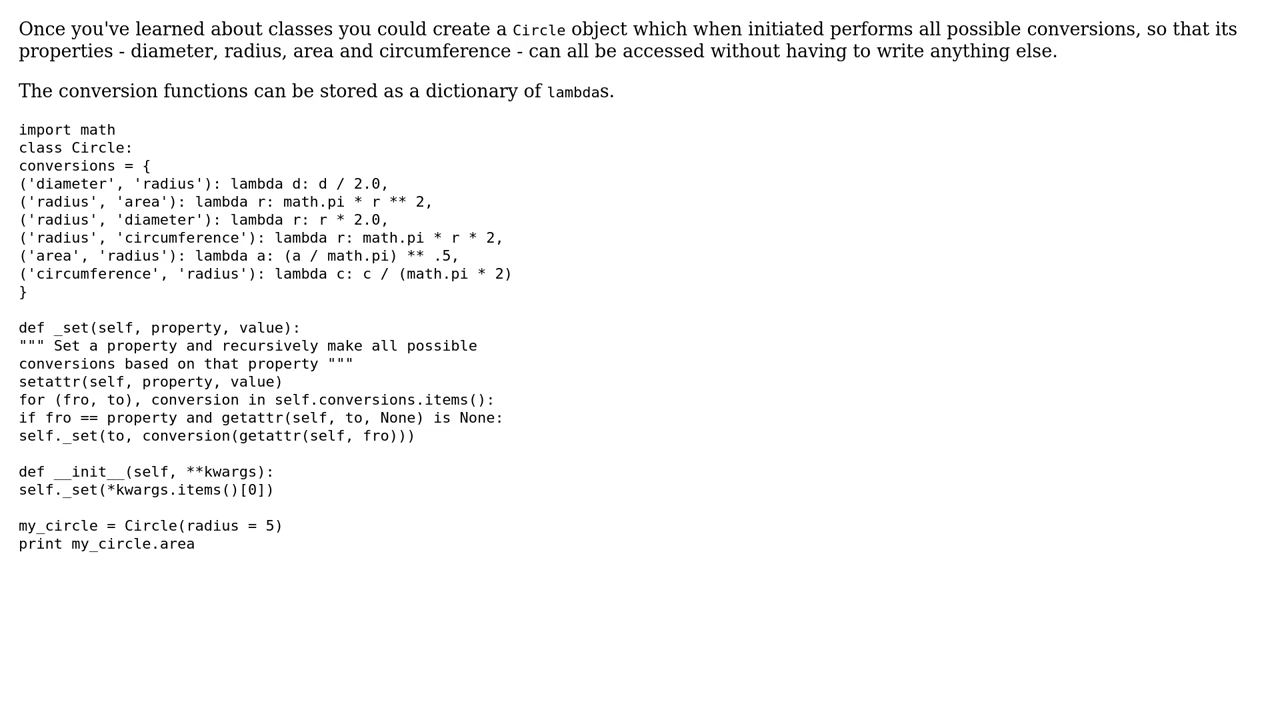 Once you've learned about classes you could create a Circle object which when initiated performs all possible conversions, so that its
properties - diameter, radius, area and circumference - can all be accessed without having to write anything else.
The conversion functions can be stored as a dictionary of lambdas.
import math
class Circle:
conversions = {
('diameter', 'radius'): lambda d: d / 2.0,
('radius', 'area'): lambda r: math.pi * r ** 2,
('radius', 'diameter'): lambda r: r * 2.0,
('radius', 'circumference'): lambda r: math.pi * r * 2,
('area', 'radius'): lambda a: (a / math.pi) ** .5,
('circumference', 'radius'): lambda c: c / (math.pi * 2)
}
def _set(self, property, value):
""" Set a property and recursively make all possible
conversions based on that property """
setattr(self, property, value)
for (fro, to), conversion in self.conversions.items():
if fro == property and getattr(self, to, None) is None:
self._set(to, conversion(getattr(self, fro)))
def __init__(self, **kwargs):
self._set(*kwargs.items()[0])
my_circle = Circle(radius = 5)
print my_circle.area